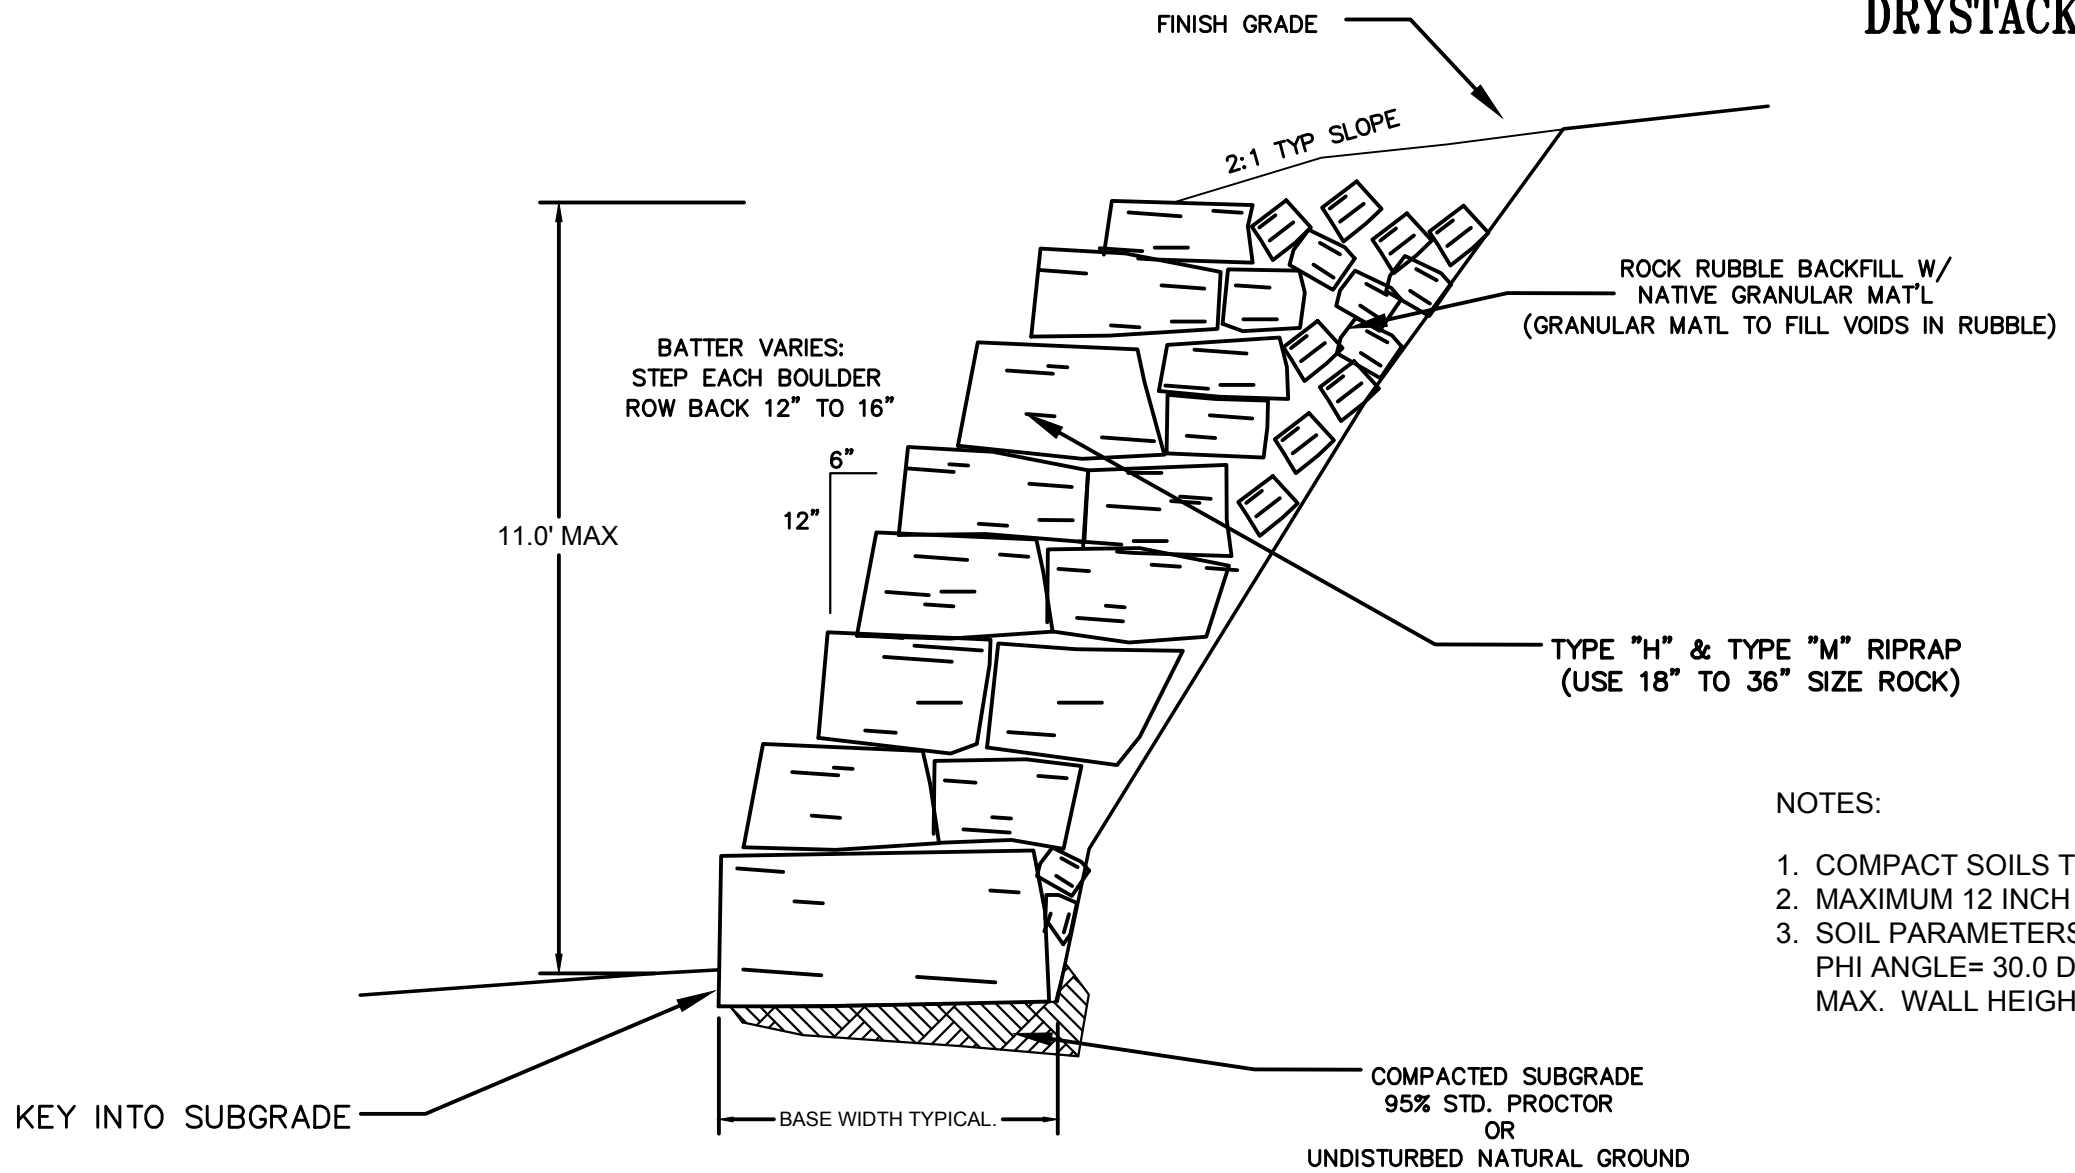 DRYSTACK
FINISH GRADE
2:1 TYP SLOPE
ROCK RUBBLE BACKFILL W/
NATIVE GRANULAR MAT'L
(GRANULAR MATL TO FILL VOIDS IN RUBBLE)
BATTER VARIES:
STEP EACH BOULDER
ROW BACK 12" TO 16"
6"
12"
11.0' MAX
TYPE "H" & TYPE "M" RIPRAP
(USE 18" TO 36" SIZE ROCK)
NOTES:
1. COMPACT SOILS T
2. MAXIMUM 12 INCH
3. SOIL PARAMETERS
PHI ANGLE= 30.0 D
MAX. WALL HEIGH
KEY INTO SUBGRADE
BASE WIDTH TYPICAL.
COMPACTED SUBGRADE
95% STD. PROCTOR
OR
UNDISTURBED NATURAL GROUND